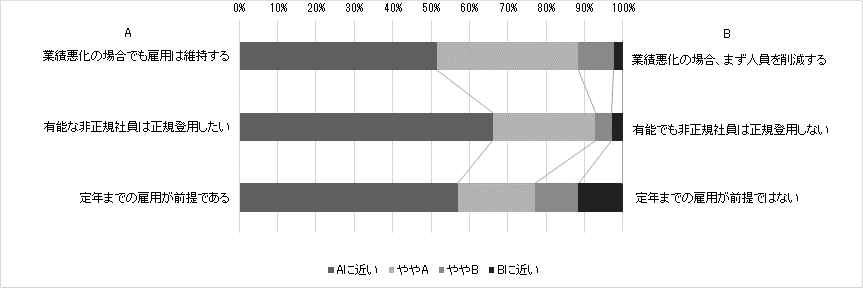 0% 10% 20% 30% 40% 50% 60% 70% 80% 90% 100%
A
B
業績悪化の場合でも雇用は維持する
業績悪化の場合、まず人員を削減する
有能な非正規社員は正規登用したい
有能でも非正規社員は正規登用しない
定年までの雇用が前提である
定年までの雇用が前提ではない
Aに近い ややA ややB Bに近い